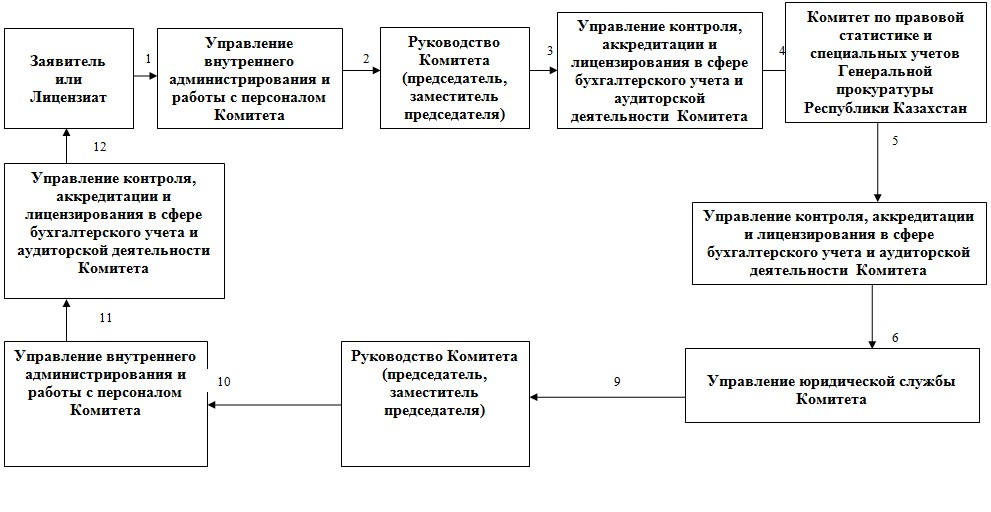 Заявитель
или
Лицензиат
1
Управление
внутреннего
администрирования и
работы с персоналом
Комитета
2
Руководство
Комитета
(председатель,
заместитель
председателя)
3
Управление контроля,
аккредитации и
лицензирования в сфере
бухгалтерского учета и
аудиторской
деятельности Комитета
4
Комитет по правовой
статистике и
специальных учетов
Генеральной
прокуратуры
Республики Казахстан
5
Управление контроля, аккредитации
и лицензирования в сфере
бухгалтерского учета и аудиторской
деятельности Комитета
6
Управление юридической службы
Комитета
9
Руководство Комитета
(председатель,
заместитель
председателя)
10
Управление внутреннего
администрирования и
работы с персоналом
Комитета
11
Управление контроля,
аккредитации и
лицензирования в сфере
бухгалтерского учета и
аудиторской деятельности
Комитета
12